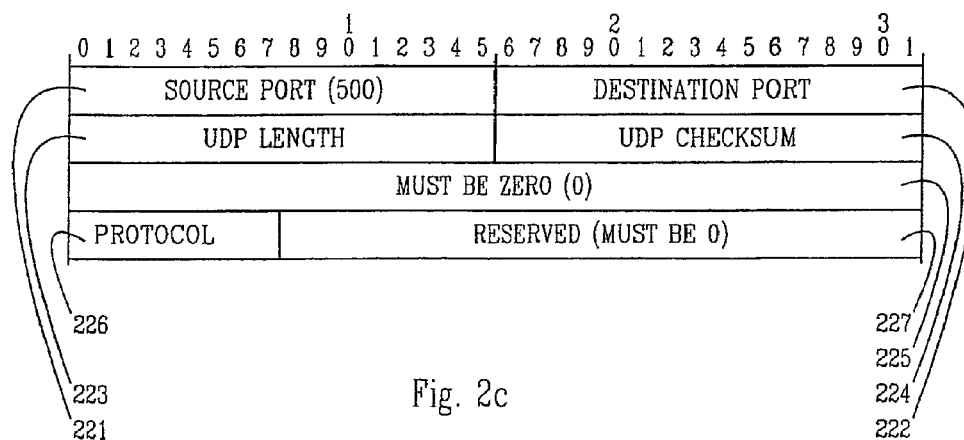 1 2 3
0 1 2 3 4 5 6 7 8 9 0 1 2 3 4 5 6 7 8 9 0 1 2 3 4 5 6 7 8 9 0 1
SOURCE PORT (500) DESTINATION PORT
UDP LENGTH UDP CHECKSUM
MUST BE ZERO (0)
PROTOCOL RESERVED (MUST BE 0)
226 227
225
223 Fig. 2c 224
221 222